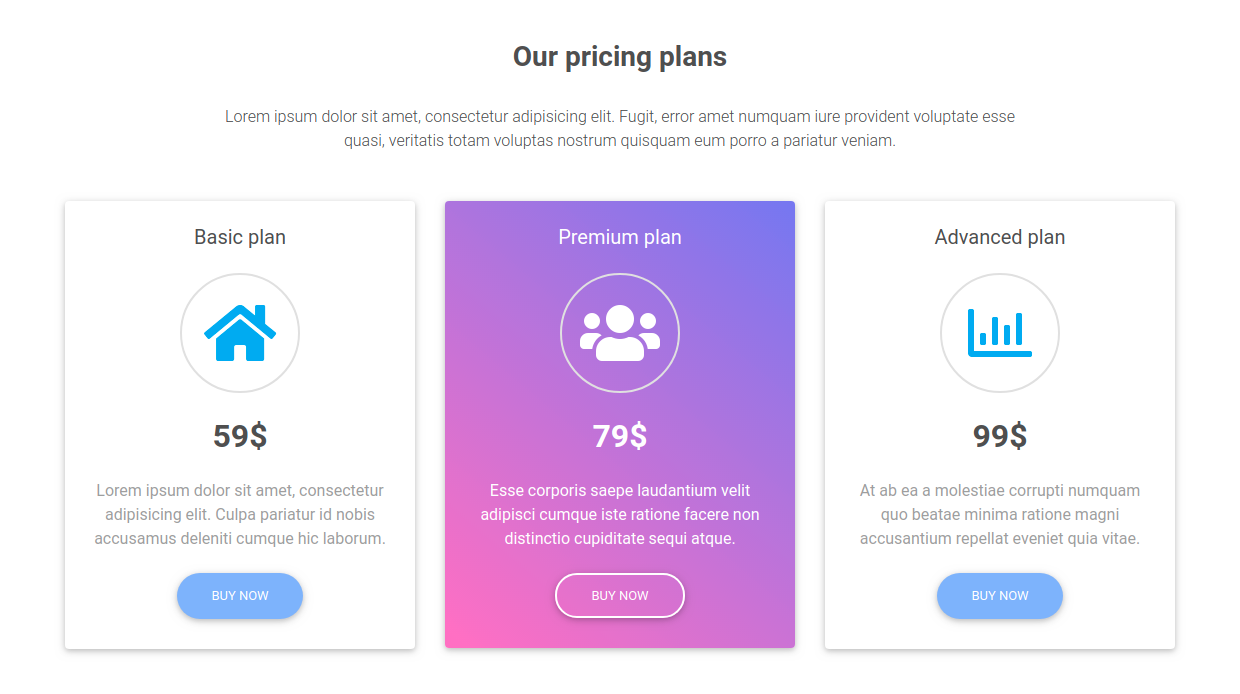 Our pricing plans
Lorem ipsum dolor sit amet, consectetur adipisicing elit. Fugit, error amet numquam iure provident voluptate esse
quasi, veritatis totam voluptas nostrum quisquam eum porro a pariatur veniam.
Basic plan
59$
Lorem ipsum dolor sit amet, consectetur
adipisicing elit. Culpa pariatur id nobis
accusamus deleniti cumque hic laborum.
BUY NOW
Premium plan
79$
Esse corporis saepe laudantium velit
adipisci cumque iste ratione facere non
distinctio cupiditate sequi atque.
BUY NOW
Advanced plan
99$
At ab ea a molestiae corrupti numquam
quo beatae minima ratione magni
accusantium repellat eveniet quia vitae.
BUY NOW